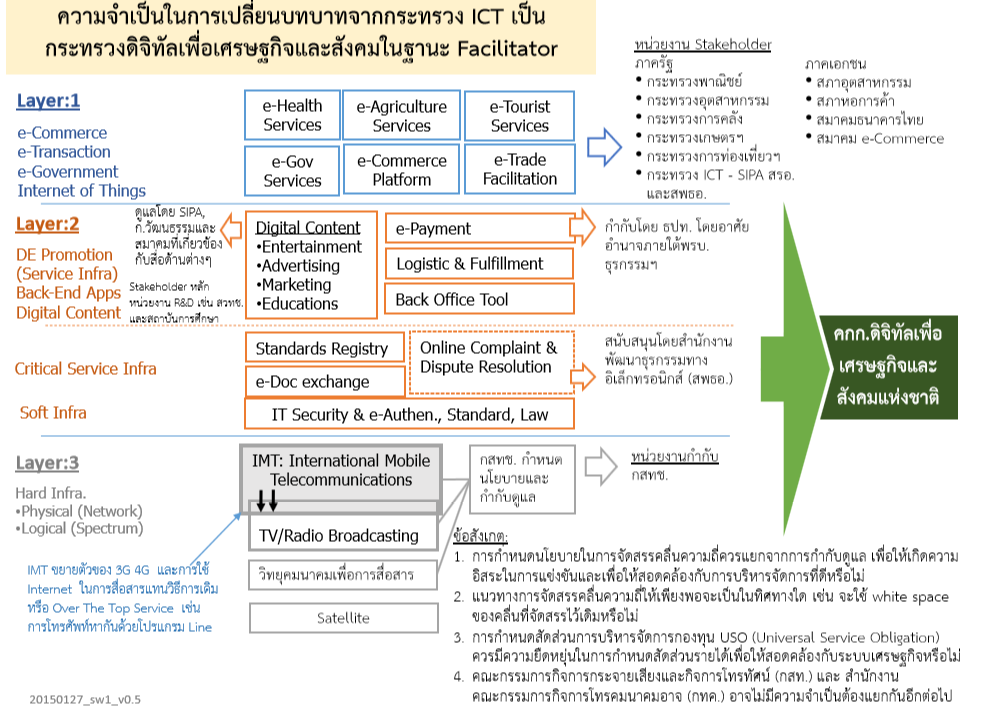 ความจำเป็นในการเปลี่ยนบทบาทจากกระทรวง ICT เป็น
กระทรวงดิจิทัลเพื่อเศรษฐกิจและสังคมในฐานะ Facilitator
Layer:1
e-Commerce
e-Transaction
e-Government
Internet of Things
e-Health
Services
e-Agriculture
Services
e-Tourist
Services
e-Gov
Services
e-Commerce
Platform
e-Trade
Facilitation
หน่วยงาน Stakeholder
ภาครัฐ
• กระทรวงพาณิชย์
• กระทรวงอุตสาหกรรม
• กระทรวงการคลัง
• กระทรวงเกษตรฯ
• กระทรวงการท่องเที่ยวฯ
• กระทรวง ICT - SIPA สรอ.
และสพธอ.
ภาคเอกชน
• สภาอุตสาหกรรม
• สภาหอการค้า
• สมาคมธนาคารไทย
• สมาคม e-Commerce
Layer:2
DE Promotion
(Service Infra)
Back-End Apps
Digital Content
ดูแลโดย SIPA,
ก.วัฒนธรรมและ
สมาคมที่เกี่ยวข้อง
กับสื่อด้านต่างๆ
Stakeholder หลัก
หน่วยงาน R&D เช่น สวทช.
และสถาบันการศึกษา
Digital Content
•Entertainment
•Advertising
•Marketing
•Educations
e-Payment
Logistic & Fulfillment
Back Office Tool
กำกับโดย ธปท. โดยอาศัย
อำนาจภายใต้พรบ.
ธุรกรรมฯ
Critical Service Infra
Standards Registry
e-Doc exchange
Online Complaint &
Dispute Resolution
สนับสนุนโดยสำนักงาน
พัฒนาธุรกรรมทาง
อิเล็กทรอนิกส์ (สพธอ.)
Soft Infra
IT Security & e-Authen., Standard, Law
คกก.ดิจิทัลเพื่อ
เศรษฐกิจและ
สังคมแห่งชาติ
Layer:3
Hard Infra.
•Physical (Network)
•Logical (Spectrum)
IMT: International Mobile
Telecommunications
TV/Radio Broadcasting
วิทยุคมนาคมเพื่อการสื่อสาร
Satellite
กสทช. กำหนด
นโยบายและ
กำกับดูแล
หน่วยงานกำกับ
กสทช.
IMT ขยายตัวของ 3G 4G และการใช้
Internet ในการสื่อสารแทนวิธีการเดิม
หรือ Over The Top Service เช่น
การโทรศัพท์หากันด้วยโปรแกรม Line
ข้อสังเกต:
1. การกำหนดนโยบายในการจัดสรรคลื่นความถี่ควรแยกจากการกำกับดูแล เพื่อให้เกิดความ
อิสระในการแข่งขันและเพื่อให้สอดคล้องกับการบริหารจัดการที่ดีหรือไม่
2. แนวทางการจัดสรรคลื่นความถี่ให้เพียงพอจะเป็นในทิศทางใด เช่น จะใช้ white space
ของคลื่นที่จัดสรรไว้เดิมหรือไม่
3. การกำหนดสัดส่วนการบริหารจัดการกองทุน USO (Universal Service Obligation)
ควรมีความยืดหยุ่นในการกำหนดสัดส่วนรายได้เพื่อให้สอดคล้องกับระบบเศรษฐกิจหรือไม่
4. คณะกรรมการกิจการกระจายเสียงและกิจการโทรทัศน์ (กสท.) และ สำนักงาน
คณะกรรมการกิจการโทรคมนาคมอาจ (กทค.) อาจไม่มีความจำเป็นต้องแยกกันอีกต่อไป
20150127_sw1_v0.5